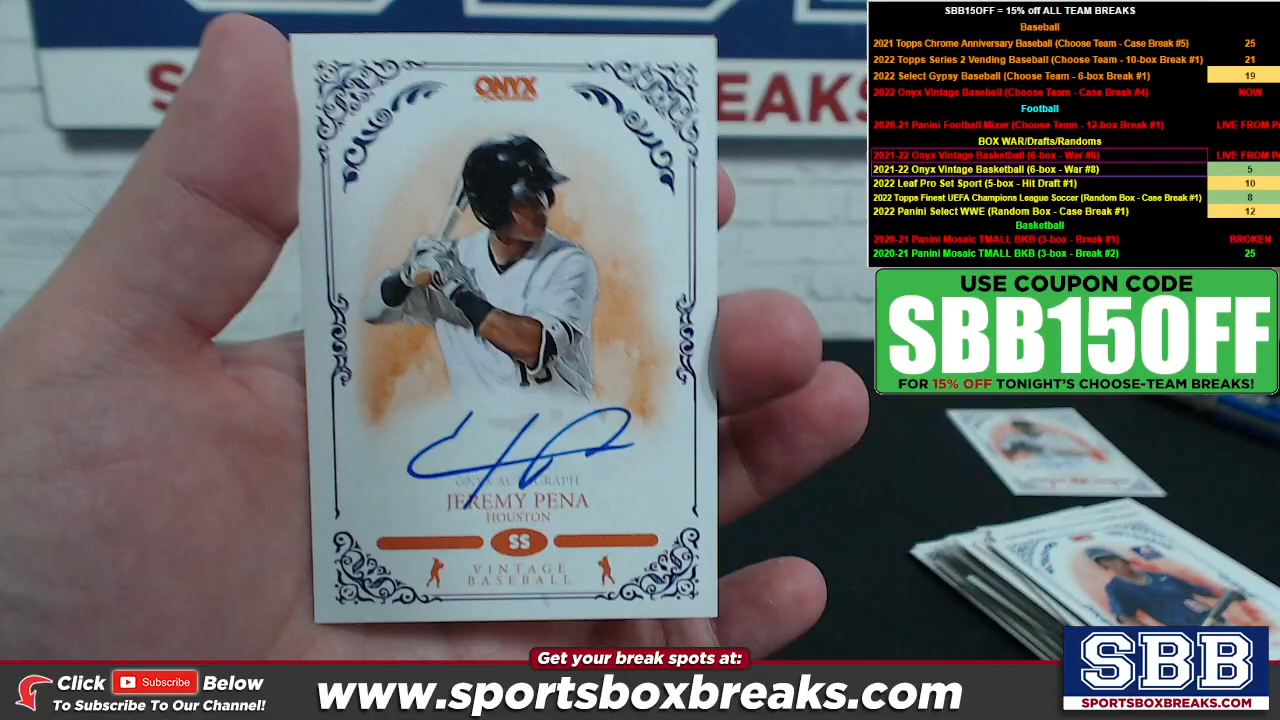 SBB15OFF = 15% off ALL TEAM BREAKS
Baseball
2021 Topps Chrome Anniversary Baseball (Choose Team - Case Break #5) 25
2022 Topps Series 2 Vending Baseball (Choose Team - 10-box Break #1) 21
2022 Select Gypsy Baseball (Choose Team - 6-box Break #1) 19
2022 Onyx Vintage Baseball (Choose Team - Case Break #4) NOW
Football
2020-21 Panini Football Mixer (Choose Team - 12-box Break #1) LIVE FROM P
BOX WAR/Drafts/Randoms
2021-22 Onyx Vintage Basketball (6-box - War #6) LIVE FROM P
2021-22 Onyx Vintage Basketball (6-box - War #8) 5
2022 Leaf Pro Set Sport (5-box - Hit Draft #1) 10
2022 Topps Finest UEFA Champions League Soccer (Random Box - Case Break #1) 8
2022 Panini Select WWE (Random Box - Case Break #1) 12
Basketball
2020-21 Panini Mosaic TMALL BKB (3-box - Break #1) BROKEN
2020-21 Panini Mosaic TMALL BKB (3-box - Break #2) 25
USE COUPON CODE
SBB15OFF
FOR 15% OFF TONIGHT'S CHOOSE-TEAM BREAKS!
EAKS
ONYX
ONYX AUTOGRAPH
JEREMY PENA
HOUSTON
SS
VINTAGE
BASEBALL
Get your break spots at:
Click Subscribe Below
To Subscribe To Our Channel!
www.sportsboxbreaks.com
SBB
SPORTSBOXBREAKS.COM